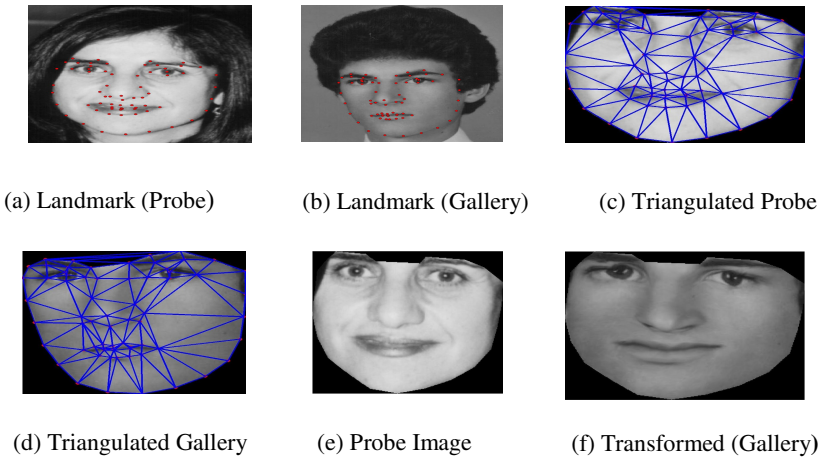 (a) Landmark (Probe)
(b) Landmark (Gallery)
(c) Triangulated Probe
(d) Triangulated Gallery
(e) Probe Image
(f) Transformed (Gallery)